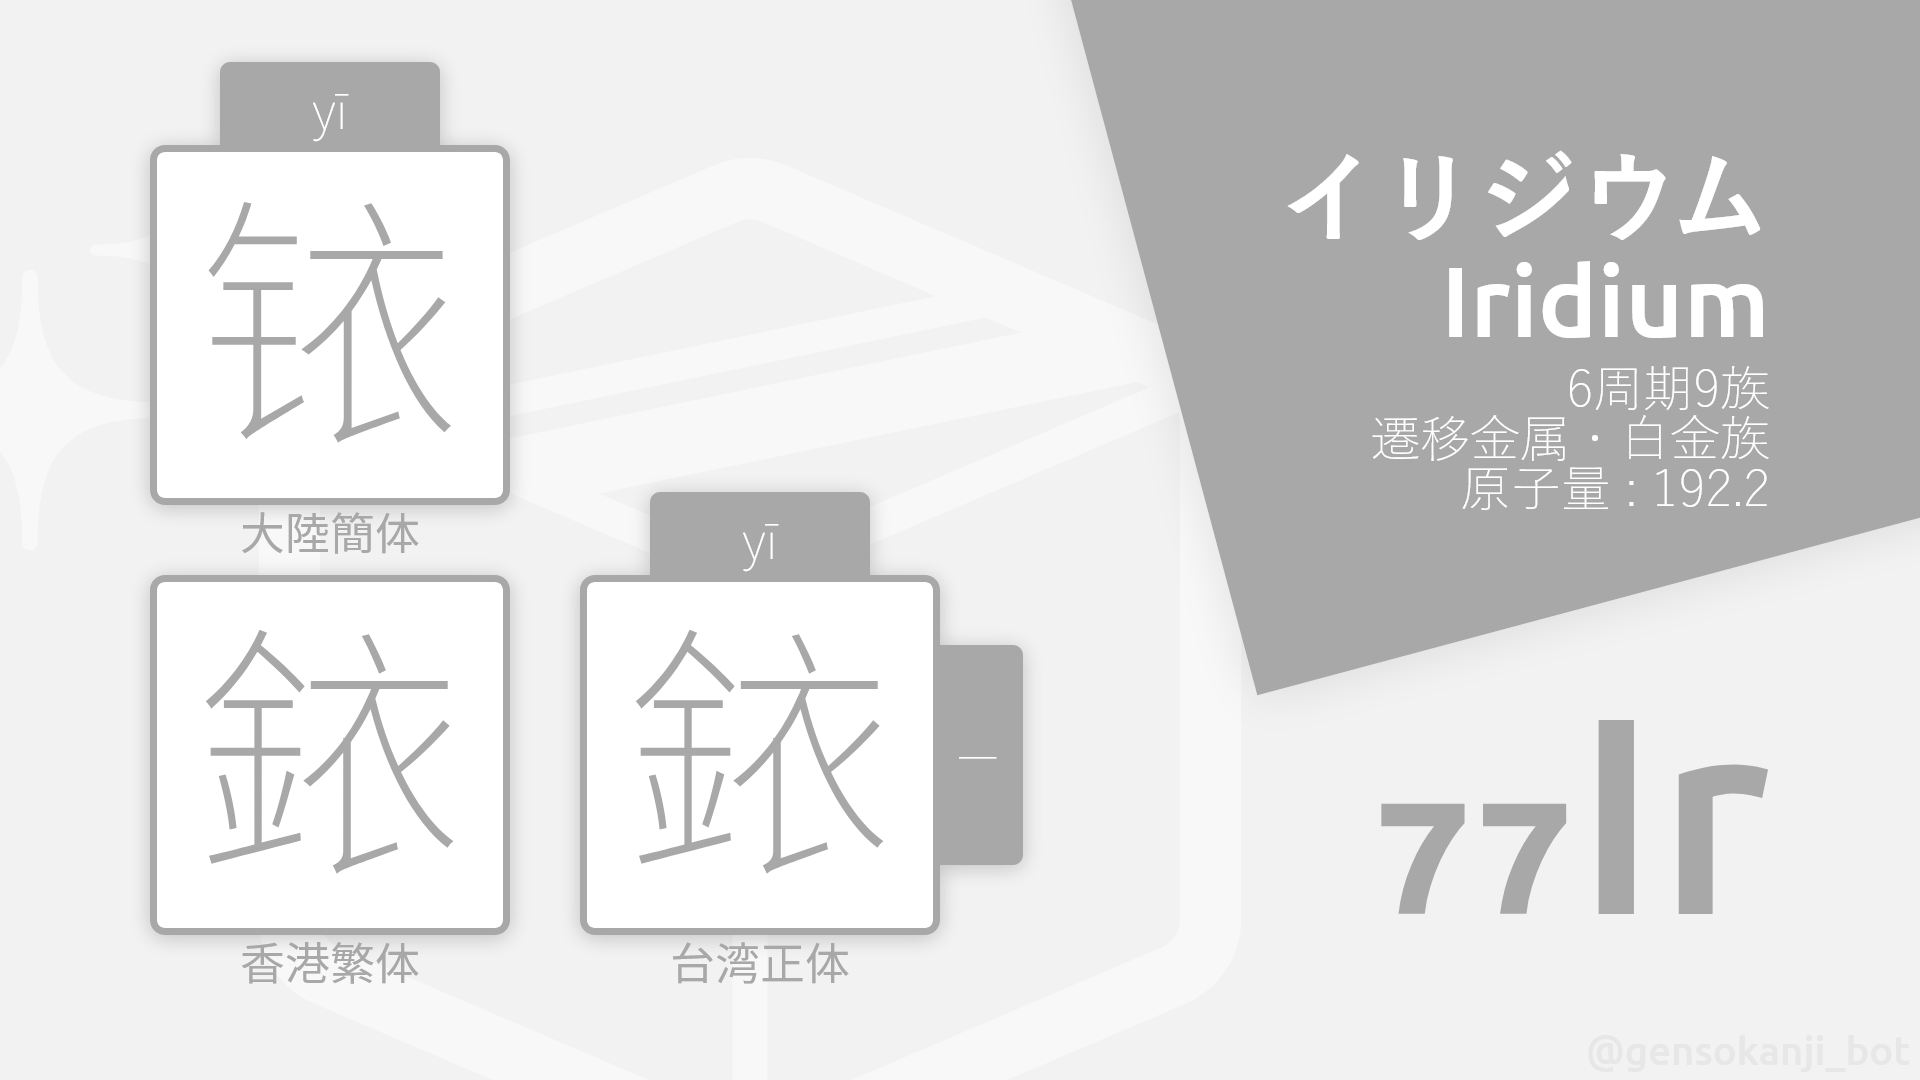 yī
铱
大陸簡体
銥
香港繁体
yī
銥
ㄧ
台湾正体
イリジウム
Iridium
6周期9族
遷移金属・白金族
原子量：192.2
77Ir
@gensokanji_bot